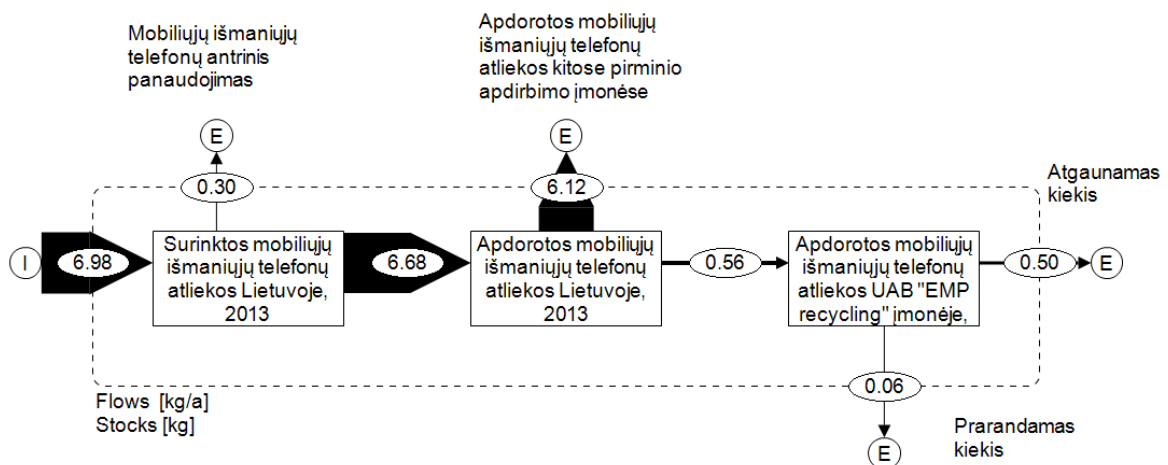 Mobiliųjų išmaniųjų
telefonų antrinis
panaudojimas
Apdorotos mobiliųjų
išmaniųjų telefonų
atliekos kitose pirminio
apdirbimo įmonėse
E
E
0.30
6.12
Atgaunamas
kiekis
I
6.98
Surinktos mobiliųjų
išmaniųjų telefonų
atliekos Lietuvoje,
2013
6.68
Apdorotos mobiliųjų
išmaniųjų telefonų
atliekos Lietuvoje,
2013
0.56
Apdorotos mobiliųjų
išmaniųjų telefonų
atliekos UAB "EMP
recycling" įmonėje,
0.50
E
0.06
Flows [kg/a]
Stocks [kg]
Prarandamas
kiekis
E